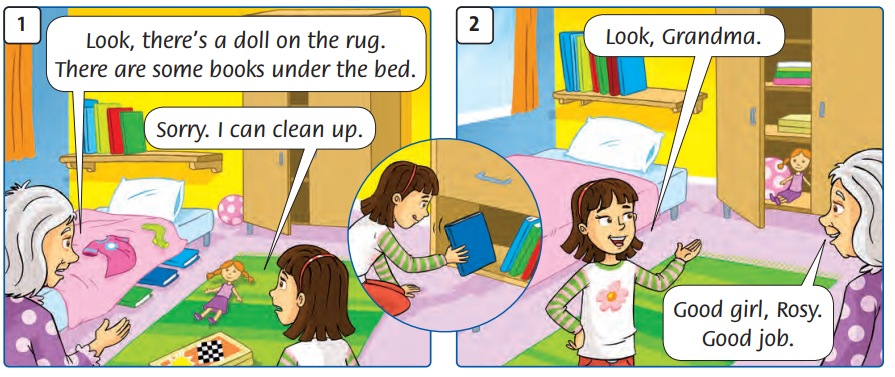 1
Look, there's a doll on the rug.
There are some books under the bed.
Sorry. I can clean up.
2
Look, Grandma.
Good girl, Rosy.
Good job.